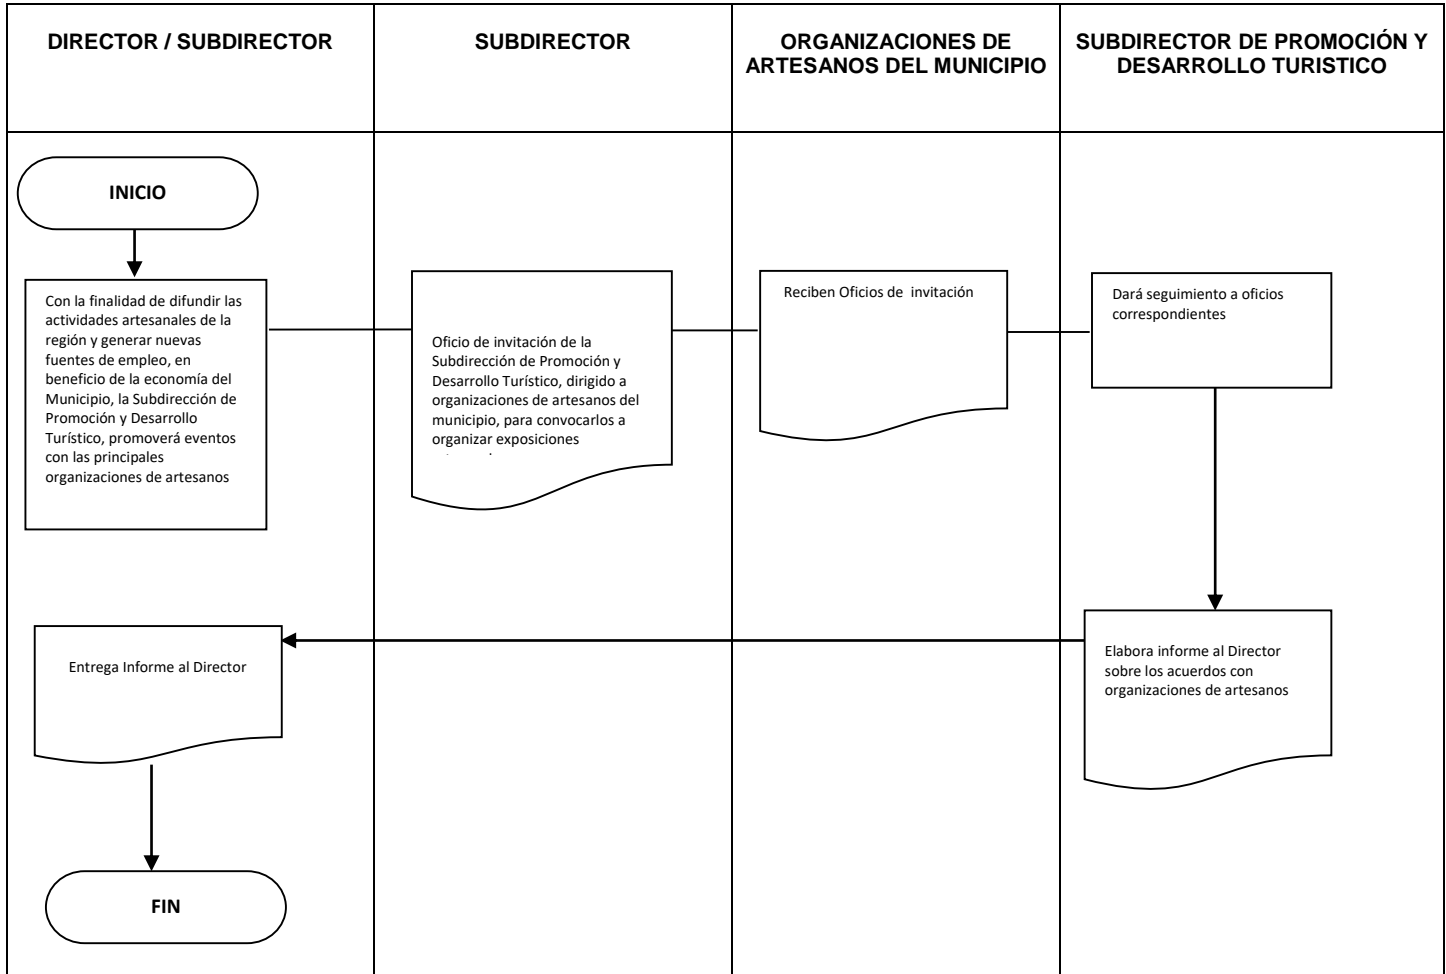 DIRECTOR / SUBDIRECTOR
SUBDIRECTOR
ORGANIZACIONES DE
ARTESANOS DEL MUNICIPIO
SUBDIRECTOR DE PROMOCIÓN Y
DESARROLLO TURISTICO
INICIO
Con la finalidad de difundir las
actividades artesanales de la
región y generar nuevas
fuentes de empleo, en
beneficio de la economía del
Municipio, la Subdirección de
Promoción y Desarrollo
Turístico, promoverá eventos
con las principales
organizaciones de artesanos
Oficio de invitación de la
Subdirección de Promoción y
Desarrollo Turístico, dirigido a
organizaciones de artesanos del
municipio, para convocarlos a
organizar exposiciones
Reciben Oficios de invitación
Dará seguimiento a oficios
correspondientes
Elabora informe al Director
sobre los acuerdos con
organizaciones de artesanos
Entrega Informe al Director
FIN